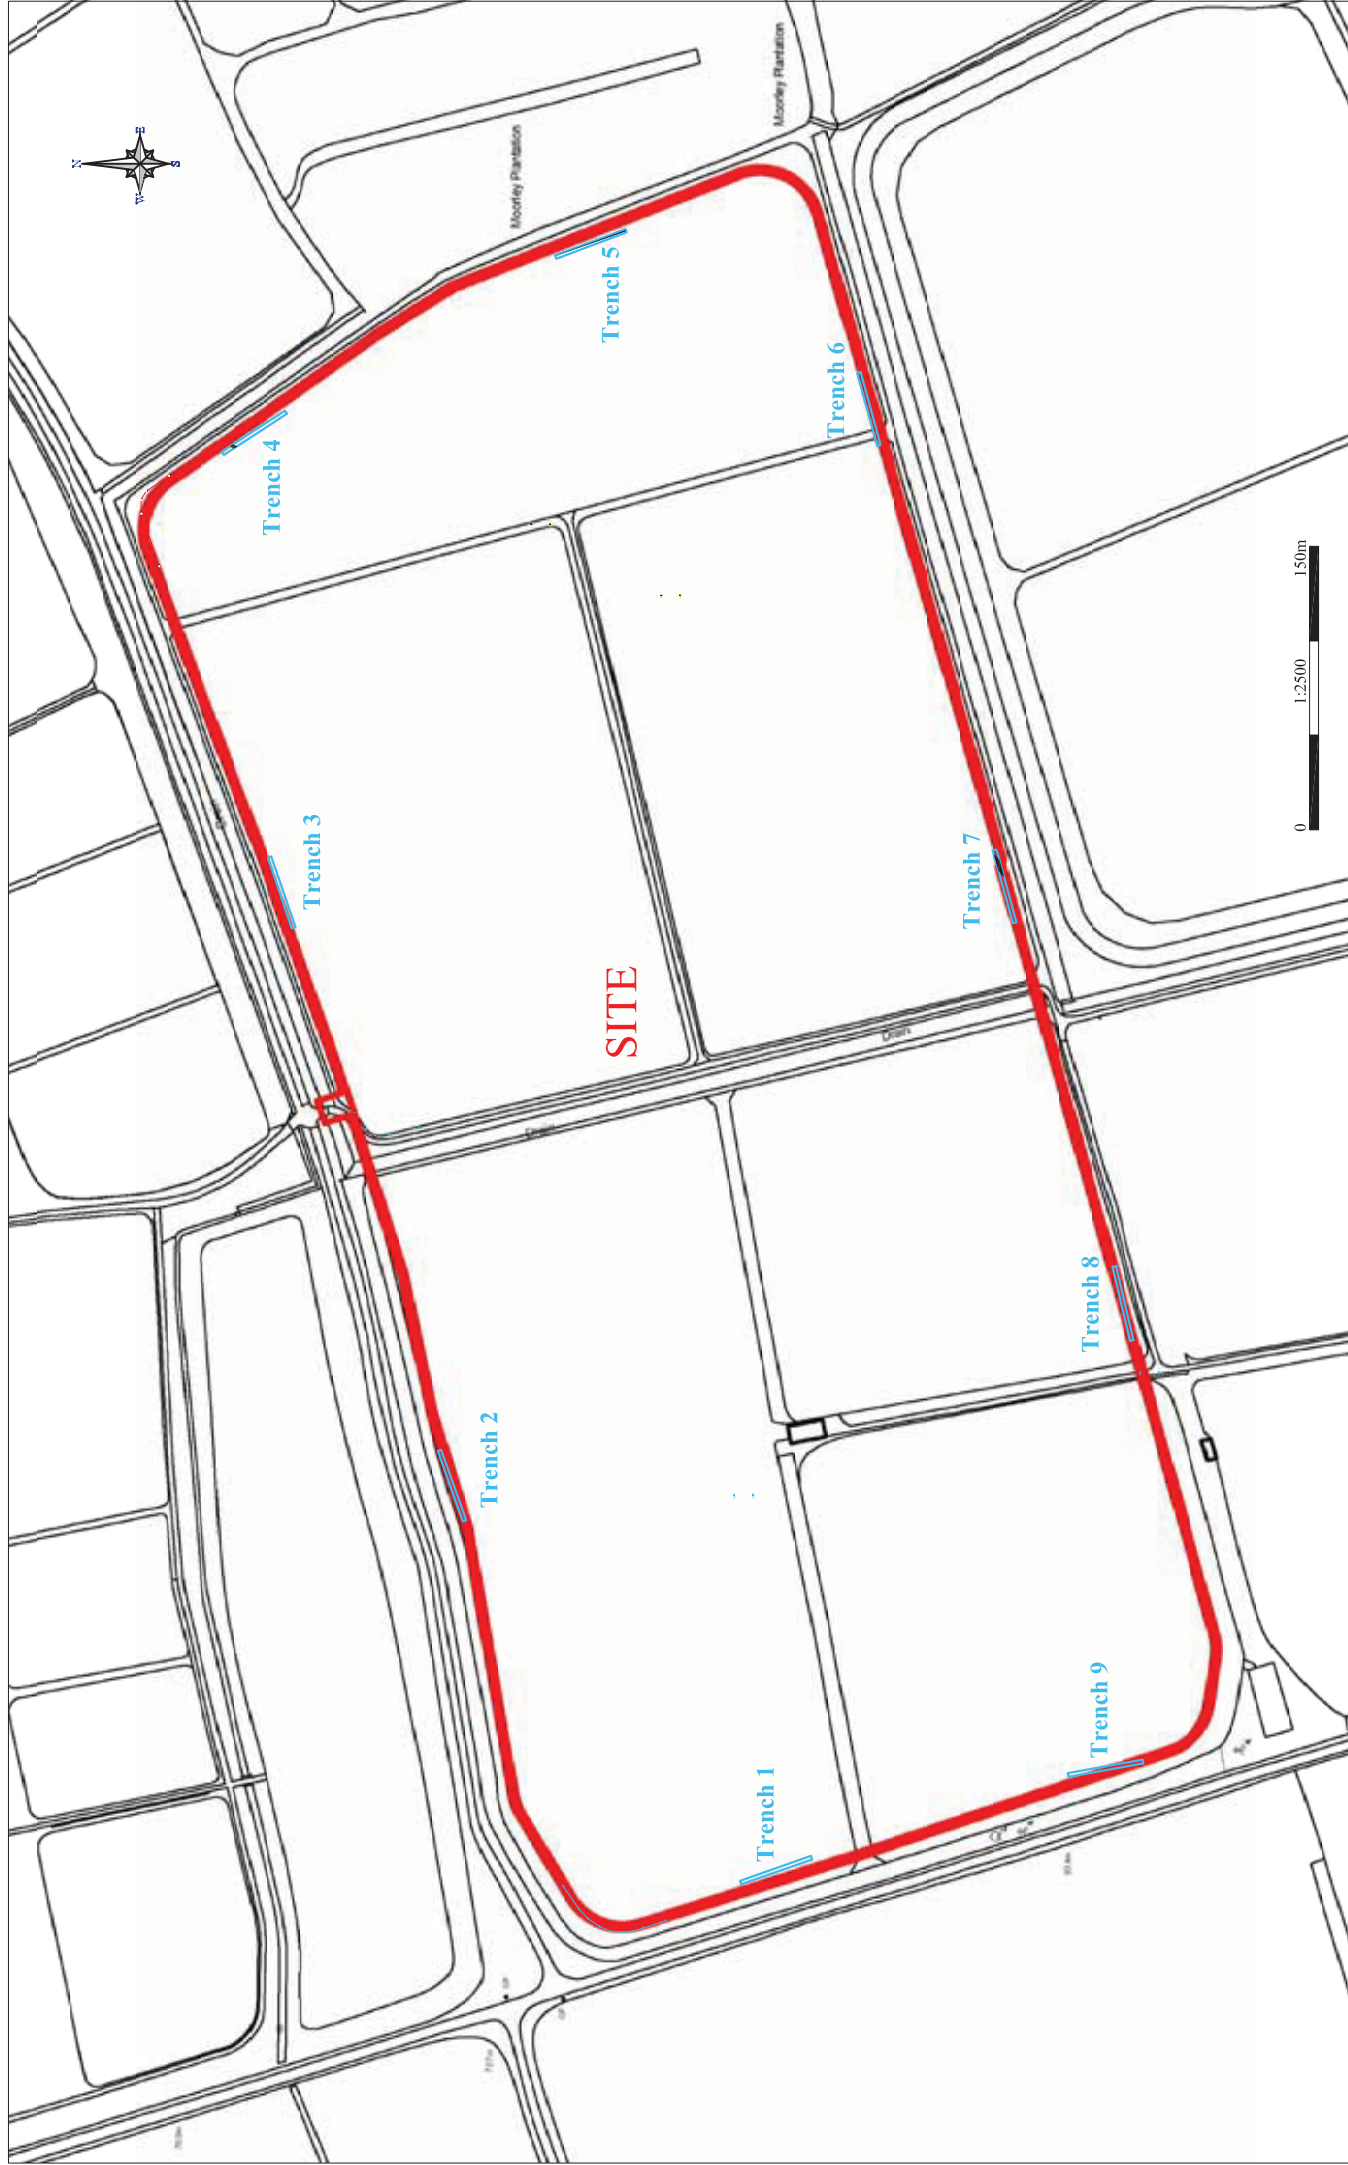 N
E
S
W
Moorley Plantation
Moorley Plantation
Trench 5
Trench 4
Trench 6
Trench 3
Trench 7
SITE
Drain
Drain
Trench 2
Trench 8
Trench 1
Trench 9
0
1:2500
150m